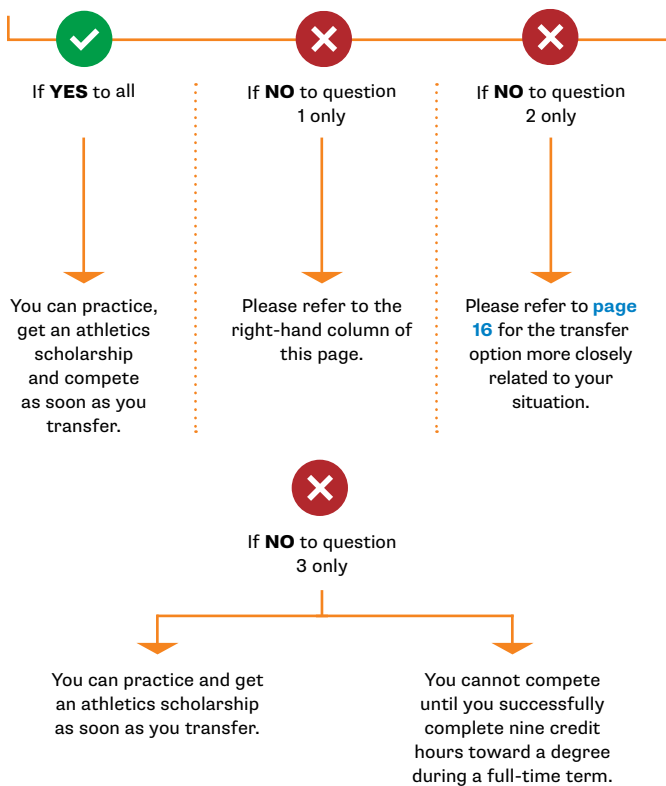 If YES to all
If NO to question
1 only
If NO to question
2 only
You can practice,
get an athletics
scholarship
and compete
as soon as you
transfer.
Please refer to the
right-hand column of
this page.
Please refer to page
16 for the transfer
option more closely
related to your
situation.
If NO to question
3 only
You can practice and get
an athletics scholarship
as soon as you transfer.
You cannot compete
until you successfully
complete nine credit
hours toward a degree
during a full-time term.